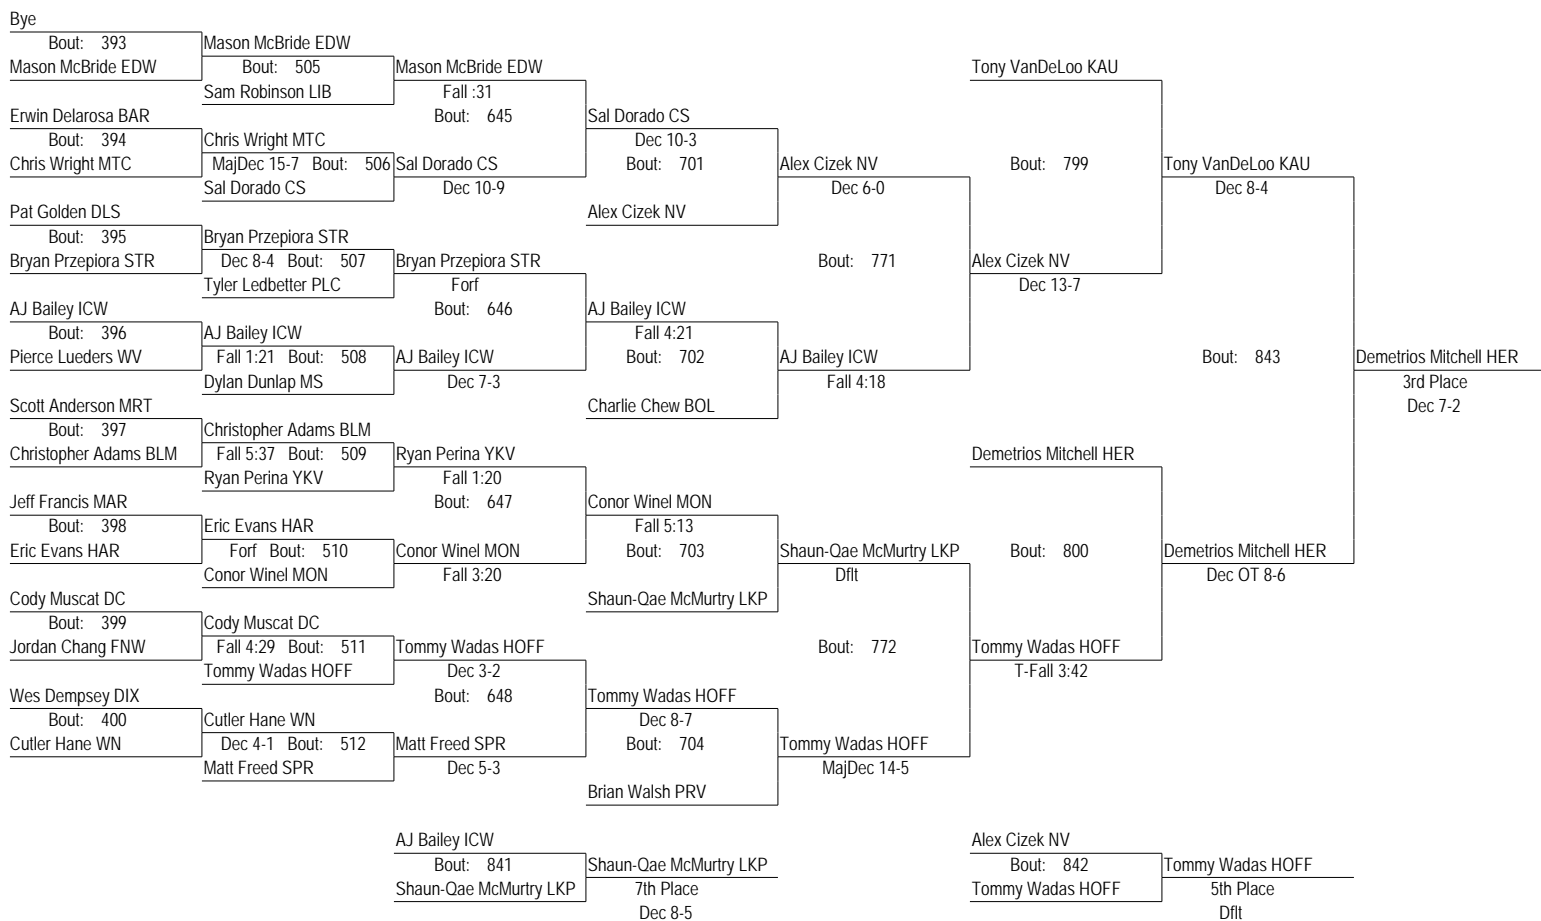 Bye
Bout: 393
Mason McBride EDW
Mason McBride EDW
Bout: 505
Mason McBride EDW
Tony VanDeLoo KAU
Sam Robinson LIB
Fall :31
Erwin Delarosa BAR
Bout: 645
Sal Dorado CS
Bout: 394
Chris Wright MTC
Dec 10-3
Chris Wright MTC
MajDec 15-7 Bout: 506
Sal Dorado CS
Bout: 701
Alex Cizek NV
Bout: 799
Tony VanDeLoo KAU
Sal Dorado CS
Dec 10-9
Dec 6-0
Dec 8-4
Pat Golden DLS
Alex Cizek NV
Bout: 395
Bryan Przepiora STR
Bryan Przepiora STR
Dec 8-4 Bout: 507
Bryan Przepiora STR
Bout: 771
Alex Cizek NV
Tyler Ledbetter PLC
Forf
Dec 13-7
AJ Bailey ICW
Bout: 646
AJ Bailey ICW
Bout: 396
AJ Bailey ICW
Fall 4:21
Pierce Lueders WV
Fall 1:21 Bout: 508
AJ Bailey ICW
Bout: 702
AJ Bailey ICW
Bout: 843
Demetrios Mitchell HER
Dylan Dunlap MS
Dec 7-3
Fall 4:18
3rd Place
Scott Anderson MRT
Charlie Chew BOL
Dec 7-2
Bout: 397
Christopher Adams BLM
Christopher Adams BLM
Fall 5:37 Bout: 509
Ryan Perina YKV
Demetrios Mitchell HER
Ryan Perina YKV
Fall 1:20
Jeff Francis MAR
Bout: 647
Conor Winel MON
Bout: 398
Eric Evans HAR
Fall 5:13
Eric Evans HAR
Forf Bout: 510
Conor Winel MON
Bout: 703
Shaun-Qae McMurtry LKP
Bout: 800
Demetrios Mitchell HER
Conor Winel MON
Fall 3:20
Dflt
Dec OT 8-6
Cody Muscat DC
Shaun-Qae McMurtry LKP
Bout: 399
Cody Muscat DC
Jordan Chang FNW
Fall 4:29 Bout: 511
Tommy Wadas HOFF
Bout: 772
Tommy Wadas HOFF
Tommy Wadas HOFF
Dec 3-2
T-Fall 3:42
Wes Dempsey DIX
Bout: 648
Tommy Wadas HOFF
Bout: 400
Cutler Hane WN
Dec 8-7
Cutler Hane WN
Dec 4-1 Bout: 512
Matt Freed SPR
Bout: 704
Tommy Wadas HOFF
Matt Freed SPR
Dec 5-3
MajDec 14-5
Brian Walsh PRV
AJ Bailey ICW
Alex Cizek NV
Bout: 841
Shaun-Qae McMurtry LKP
Bout: 842
Tommy Wadas HOFF
Shaun-Qae McMurtry LKP
7th Place
Tommy Wadas HOFF
5th Place
Dec 8-5
Dflt